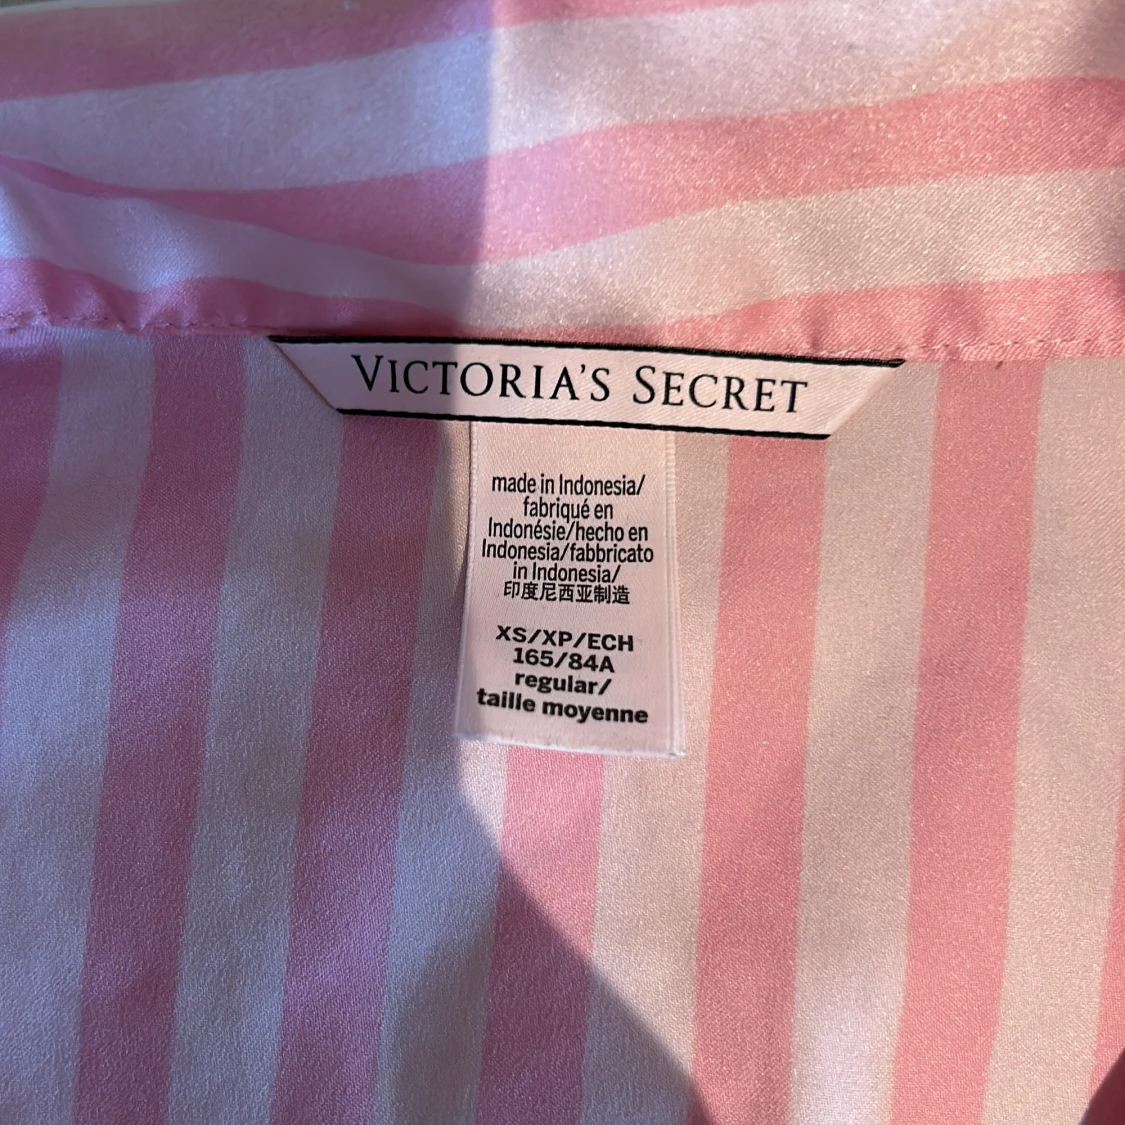 VICTORIA'S SECRET
made in Indonesia/
fabriqué en
Indonésie/hecho en
Indonesia/fabbricato
in Indonesia/
印度尼西亚制造
XS/XP/ECH
165/84A
regular/
taille moyenne